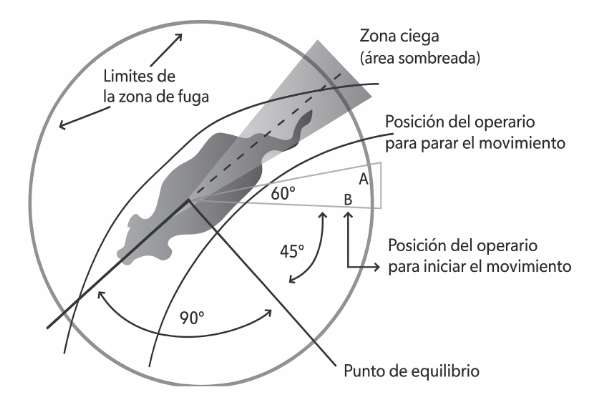 Zona ciega
(área sombreada)
Limites de
la zona de fuga
Posición del operario
para parar el movimiento
A
60°
B
45°
Posición del operario
para iniciar el movimiento
90°
Punto de equilibrio